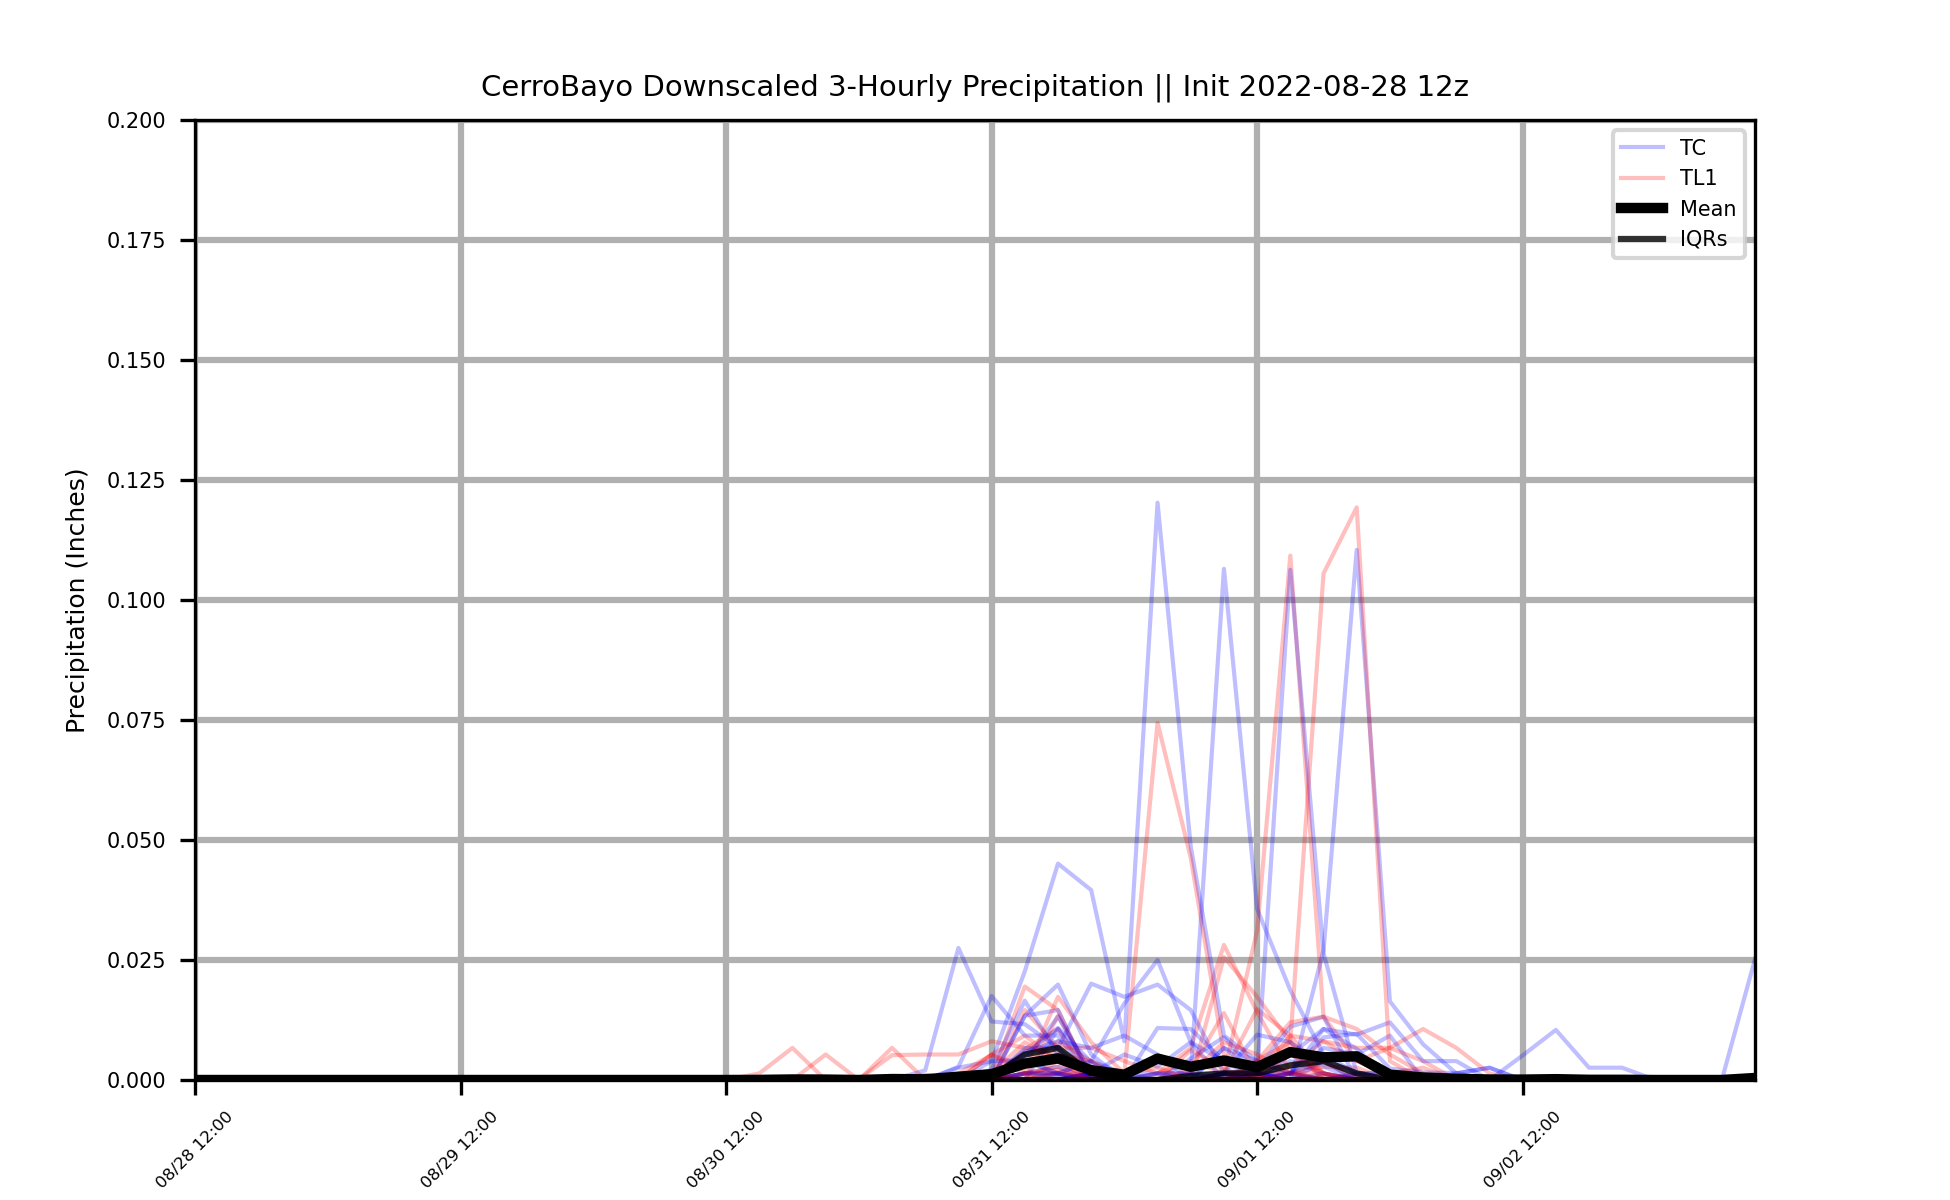 CerroBayo Downscaled 3-Hourly Precipitation || Init 2022-08-28 12z
TC
TL1
Mean
IQRs
Precipitation (Inches)
0.200
0.175
0.150
0.125
0.100
0.075
0.050
0.025
0.000
08/28 12:00
08/29 12:00
08/30 12:00
08/31 12:00
09/01 12:00
09/02 12:00